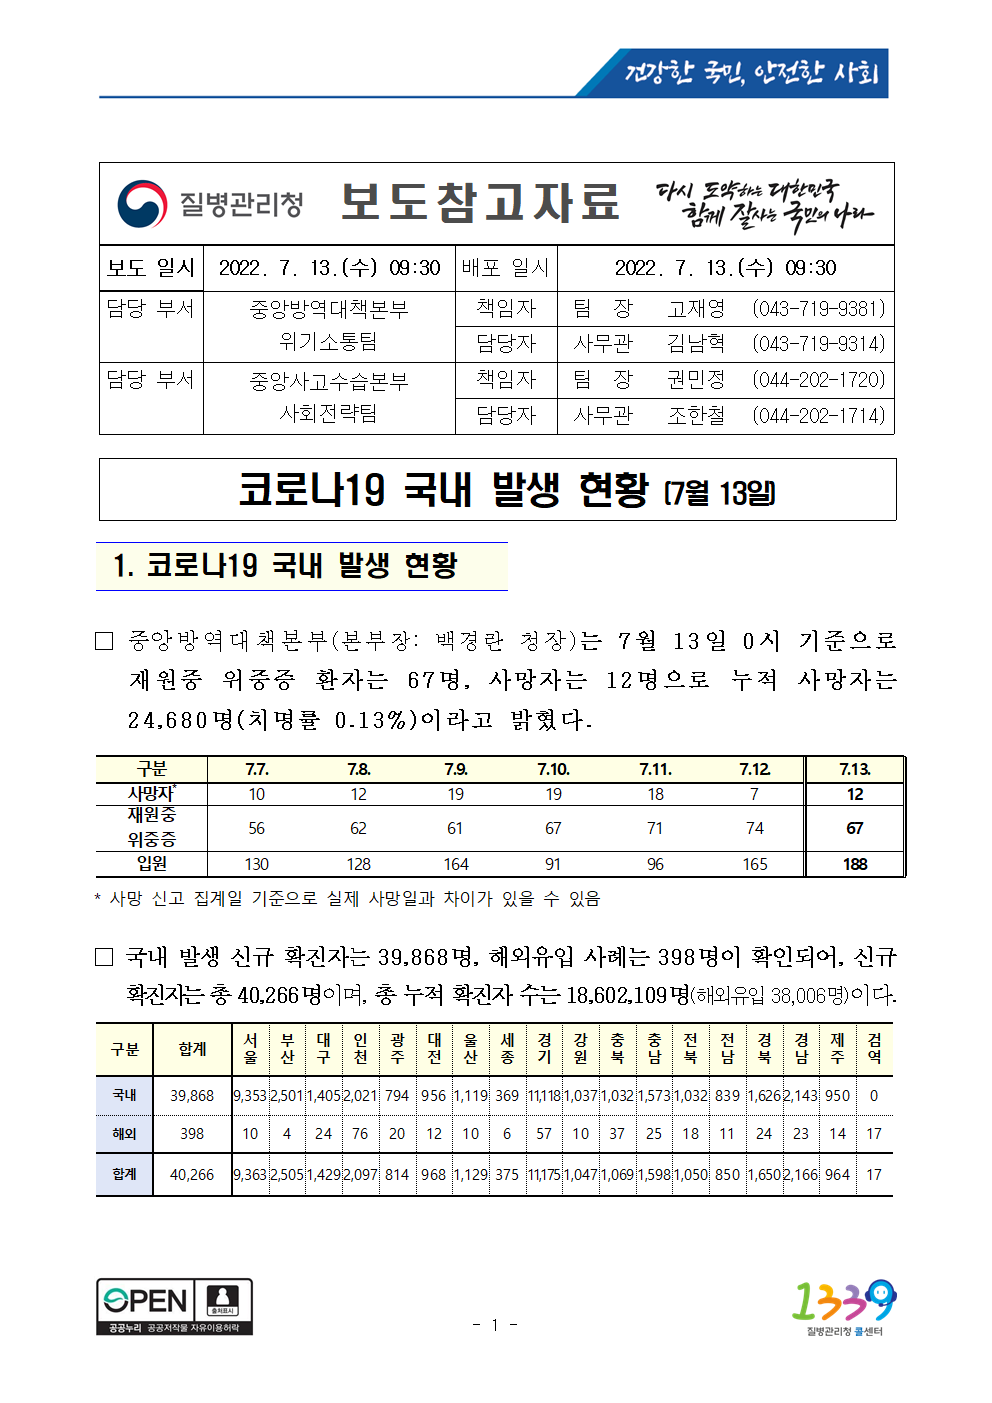 건강한 국민, 안전한 사회
질병관리청 보도참고자료 다시 도약하는 대한민국
함께 잘사는 국민의 나라
보도 일시 2022. 7. 13.(수) 09:30 배포 일시 2022. 7. 13.(수) 09:30
담당 부서 중앙방역대책본부 위기소통팀 책임자 팀 장 고재영 (043-719-9381)
담당자 사무관 김남혁 (043-719-9314)
담당 부서 중앙사고수습본부 사회전략팀 책임자 팀 장 권민정 (044-202-1720)
담당자 사무관 조한철 (044-202-1714)
코로나19 국내 발생 현황 (7월 13일)
1. 코로나19 국내 발생 현황
□ 중앙방역대책본부(본부장: 백경란 청장)는 7월 13일 0시 기준으로
재원중 위중증 환자는 67명, 사망자는 12명으로 누적 사망자는
24,680명(치명률 0.13%)이라고 밝혔다.
구분 7.7. 7.8. 7.9. 7.10. 7.11. 7.12. 7.13.
사망자* 10 12 19 19 18 7 12
재원중 위중증 56 62 61 67 71 74 67
입원 130 128 164 91 96 165 188
* 사망 신고 집계일 기준으로 실제 사망일과 차이가 있을 수 있음
□ 국내 발생 신규 확진자는 39,868명, 해외유입 사례는 398명이 확인되어, 신규
확진자는 총 40,266명이며, 총 누적 확진자 수는 18,602,109명(해외유입 38,006명)이다.
구분 합계 서울 부산 대구 인천 광주 대전 울산 세종 경기 강원 충북 충남 전북 전남 경북 경남 제주 검역
국내 39,868 9,353 2,501 1,405 2,021 794 956 1,119 369 11,118 1,037 1,032 1,573 1,032 839 1,626 2,143 950 0
해외 398 10 4 24 76 20 12 10 6 57 10 37 25 18 11 24 23 14 17
합계 40,266 9,363 2,505 1,429 2,097 814 968 1,129 375 11,175 1,047 1,069 1,598 1,050 850 1,650 2,166 964 17
OPEN 출처표시
공공누리 공공저작물 자유이용허락
- 1 -
1339
질병관리청 콜센터